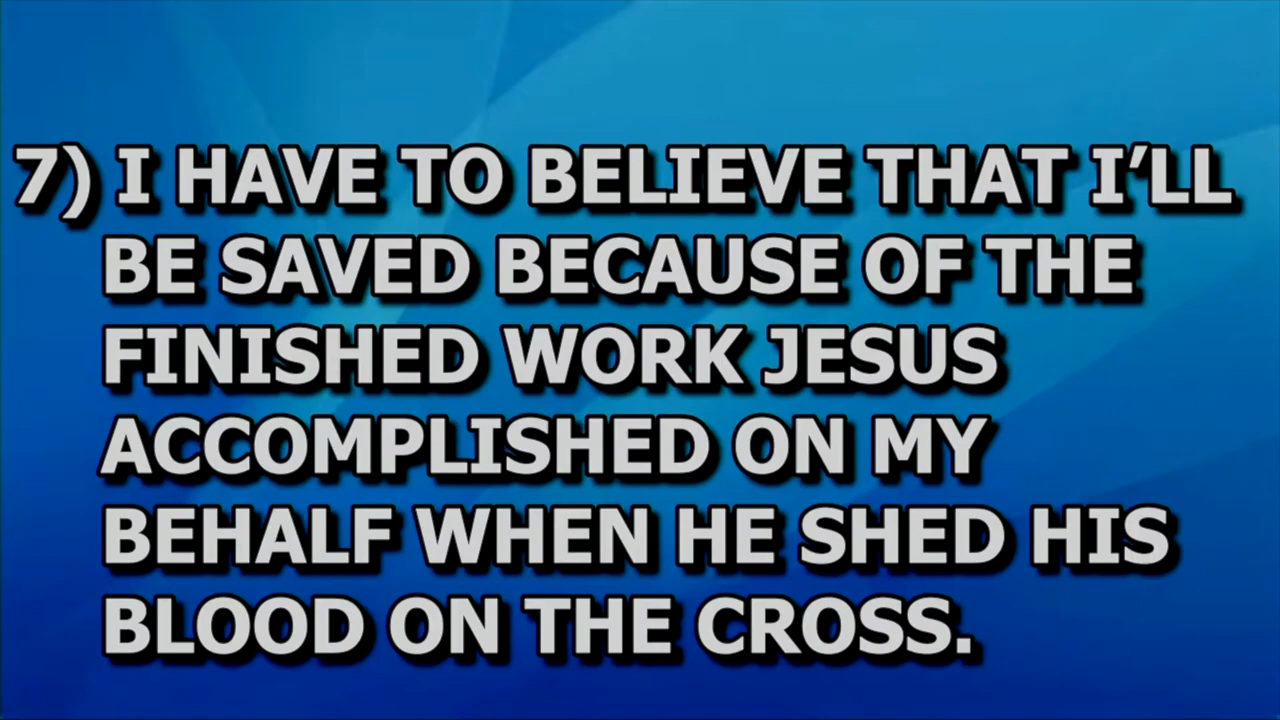 7) I HAVE TO BELIEVE THAT I’LL
BE SAVED BECAUSE OF THE
FINISHED WORK JESUS
ACCOMPLISHED ON MY
BEHALF WHEN HE SHED HIS
BLOOD ON THE CROSS.